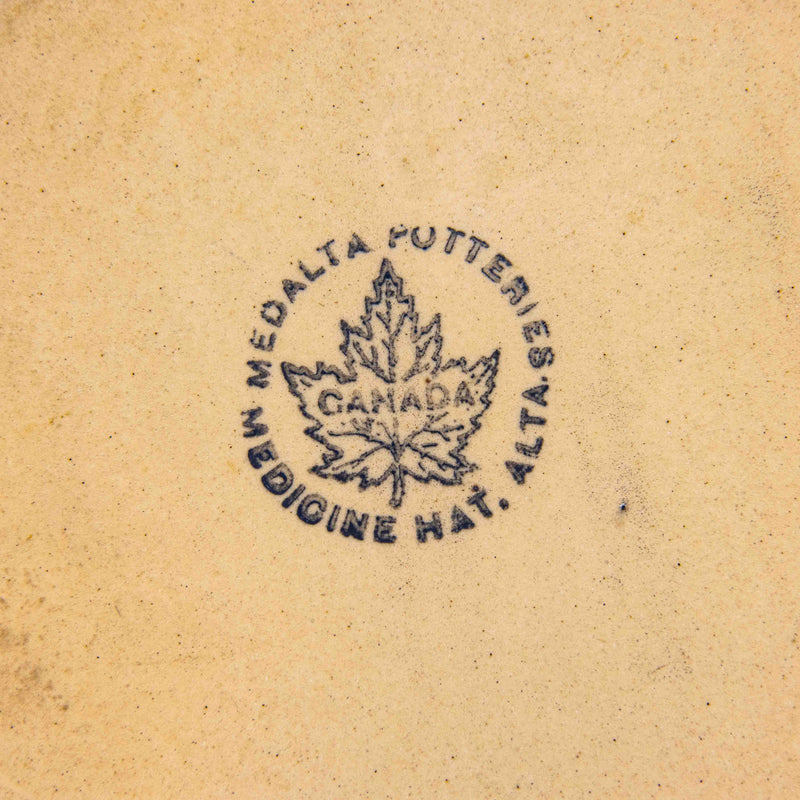 MEDALTA POTTERIES
CANADA
MEDICINE HAT, ALTA.